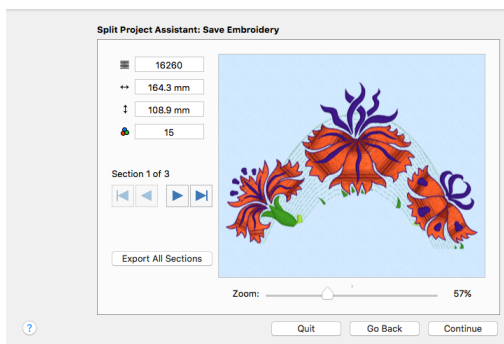 Split Project Assistant: Save Embroidery
16260
164.3 mm
108.9 mm
15
Section 1 of 3
Export All Sections
Zoom:
57%
?
Quit
Go Back
Continue